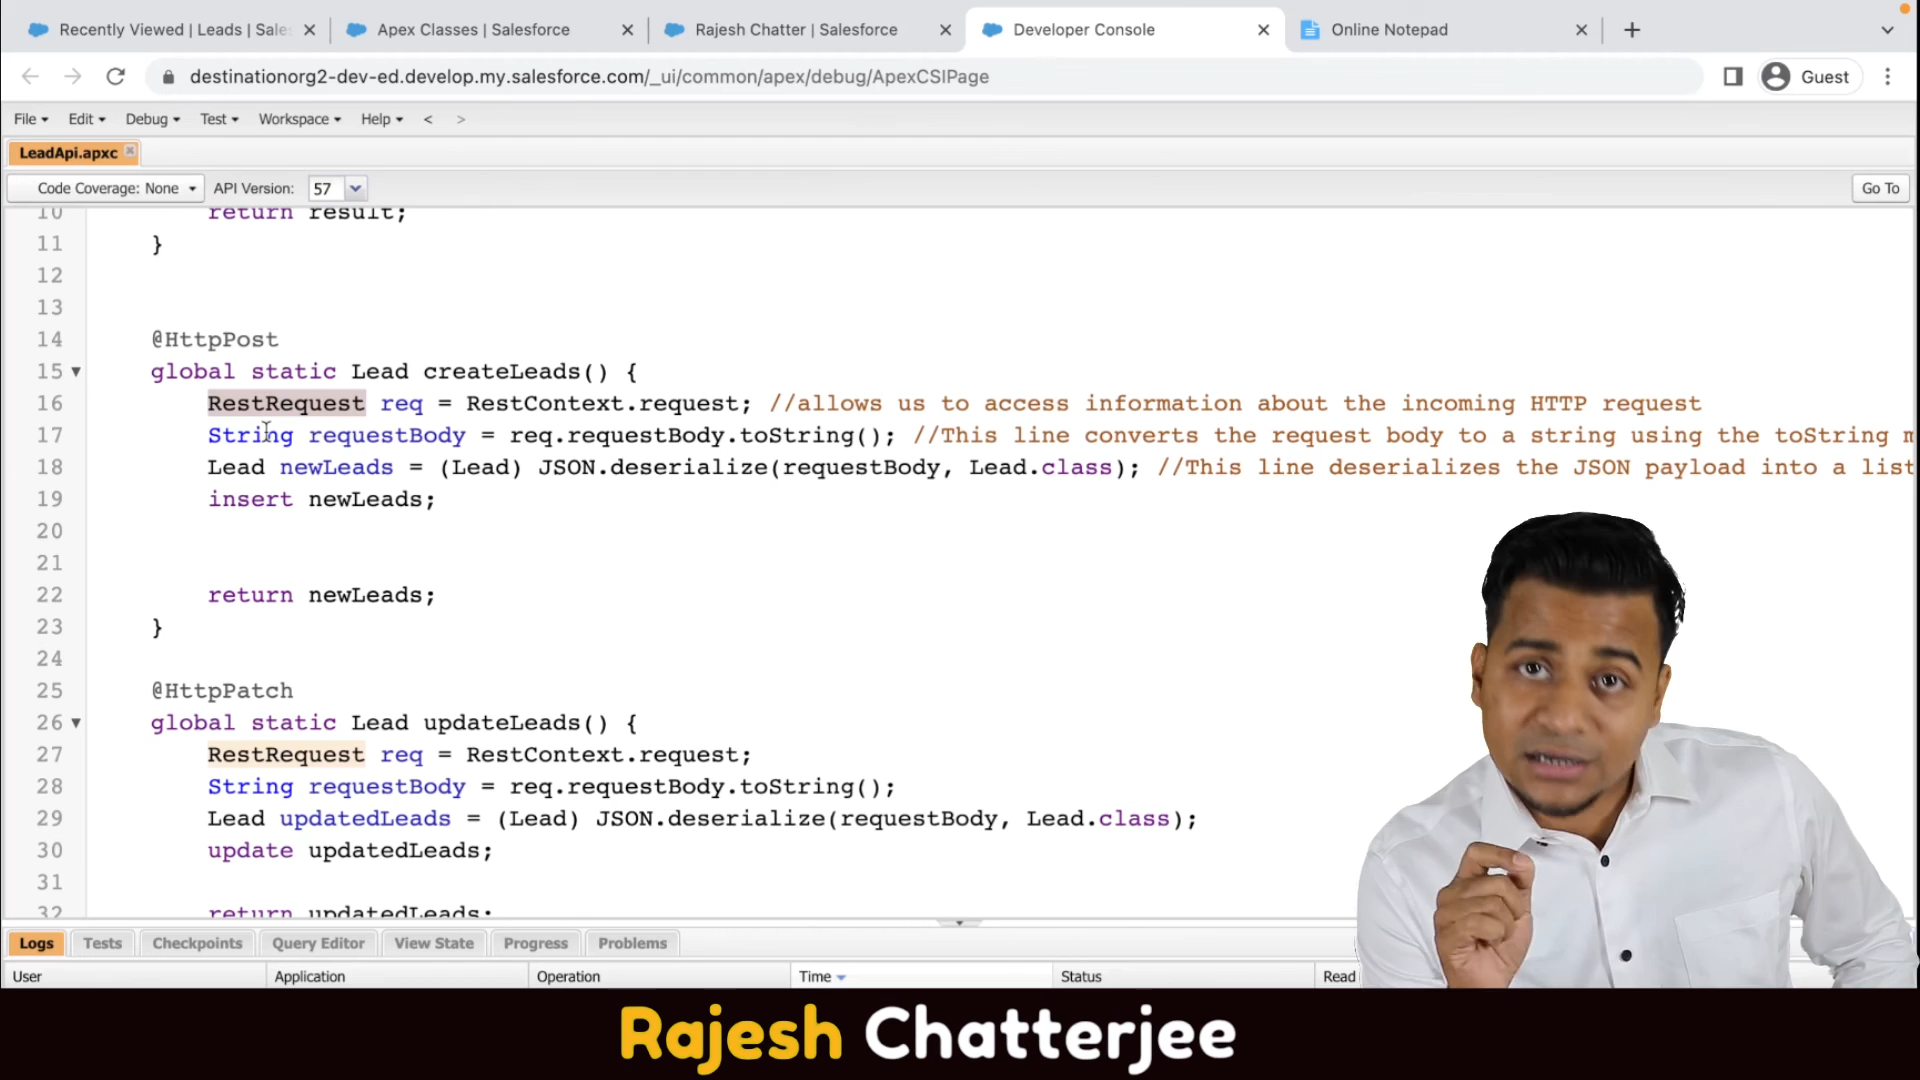 Recently Viewed | Leads | Sales
Apex Classes | Salesforce
Rajesh Chatter | Salesforce
Developer Console
Online Notepad
destinationorg2-dev-ed.develop.my.salesforce.com/_ui/common/apex/debug/ApexCSIPage
Guest
File Edit Debug Test Workspace Help < >
LeadApi.apxc
Code Coverage: None API Version: 57 Go To
10 return result;
11 }
12
13
14 @HttpPost
15 global static Lead createLeads() {
16 RestRequest req = RestContext.request; //allows us to access information about the incoming HTTP request
17 String requestBody = req.requestBody.toString(); //This line converts the request body to a string using the toString m
18 Lead newLeads = (Lead) JSON.deserialize(requestBody, Lead.class); //This line deserializes the JSON payload into a list
19 insert newLeads;
20
21
22 return newLeads;
23 }
24
25 @HttpPatch
26 global static Lead updateLeads() {
27 RestRequest req = RestContext.request;
28 String requestBody = req.requestBody.toString();
29 Lead updatedLeads = (Lead) JSON.deserialize(requestBody, Lead.class);
30 update updatedLeads;
31
32 return updatedLeads;
Logs Tests Checkpoints Query Editor View State Progress Problems
User Application Operation Time Status Read
Rajesh Chatterjee